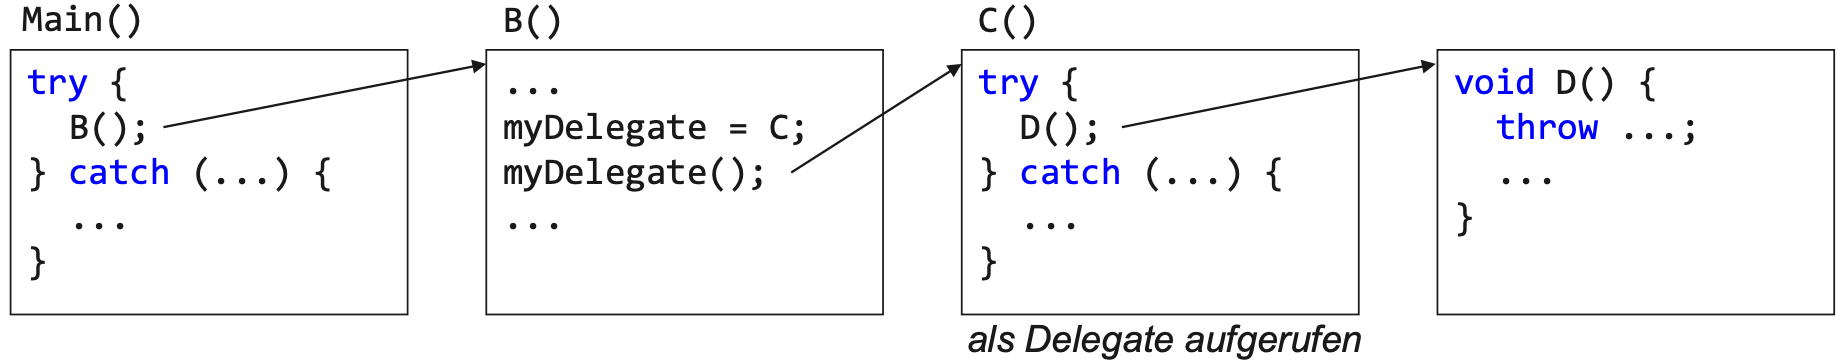 Main()
try {
  B();
} catch (...) {
  ...
}
B()
...
myDelegate = C;
myDelegate();
...
C()
try {
  D();
} catch (...) {
  ...
}
als Delegate aufgerufen
void D() {
  throw ...;
  ...
}